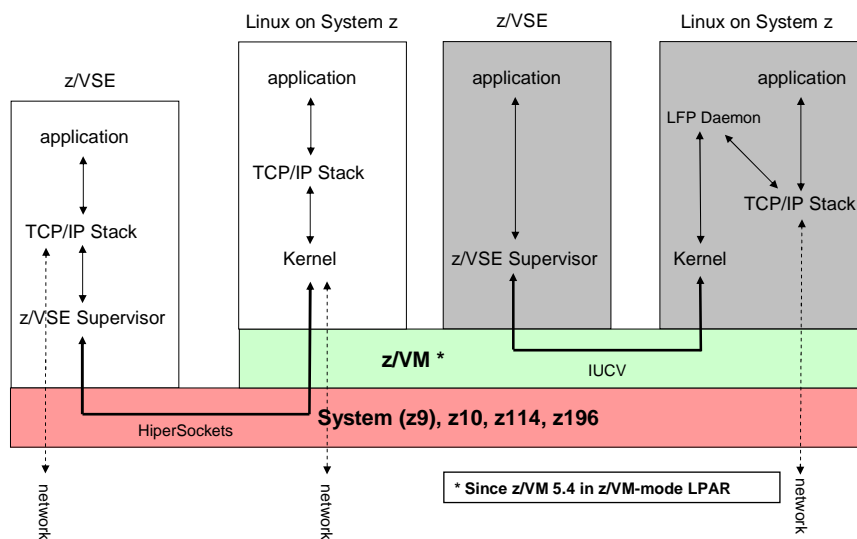 Linux on System z
z/VSE
Linux on System z
z/VSE
application
application
application
application
LFP Daemon
application
TCP/IP Stack
TCP/IP Stack
TCP/IP Stack
Kernel
z/VSE Supervisor
Kernel
z/VSE Supervisor
z/VM *
IUCV
System (z9), z10, z114, z196
HiperSockets
* Since z/VM 5.4 in z/VM-mode LPAR
network
network
network